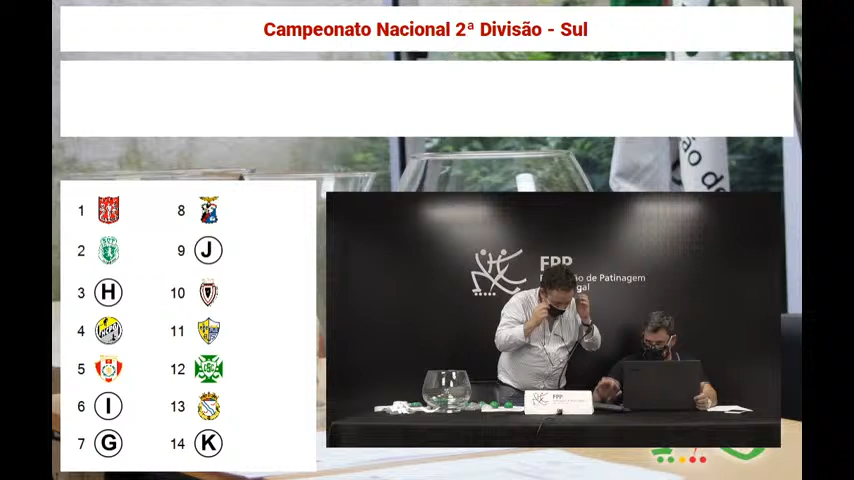 Campeonato Nacional 2ª Divisão - Sul
1
8
2
9 J
3 H
10
4
11
5
12
6 I
13
7 G
14 K
FPP
de Patinagem
FPP